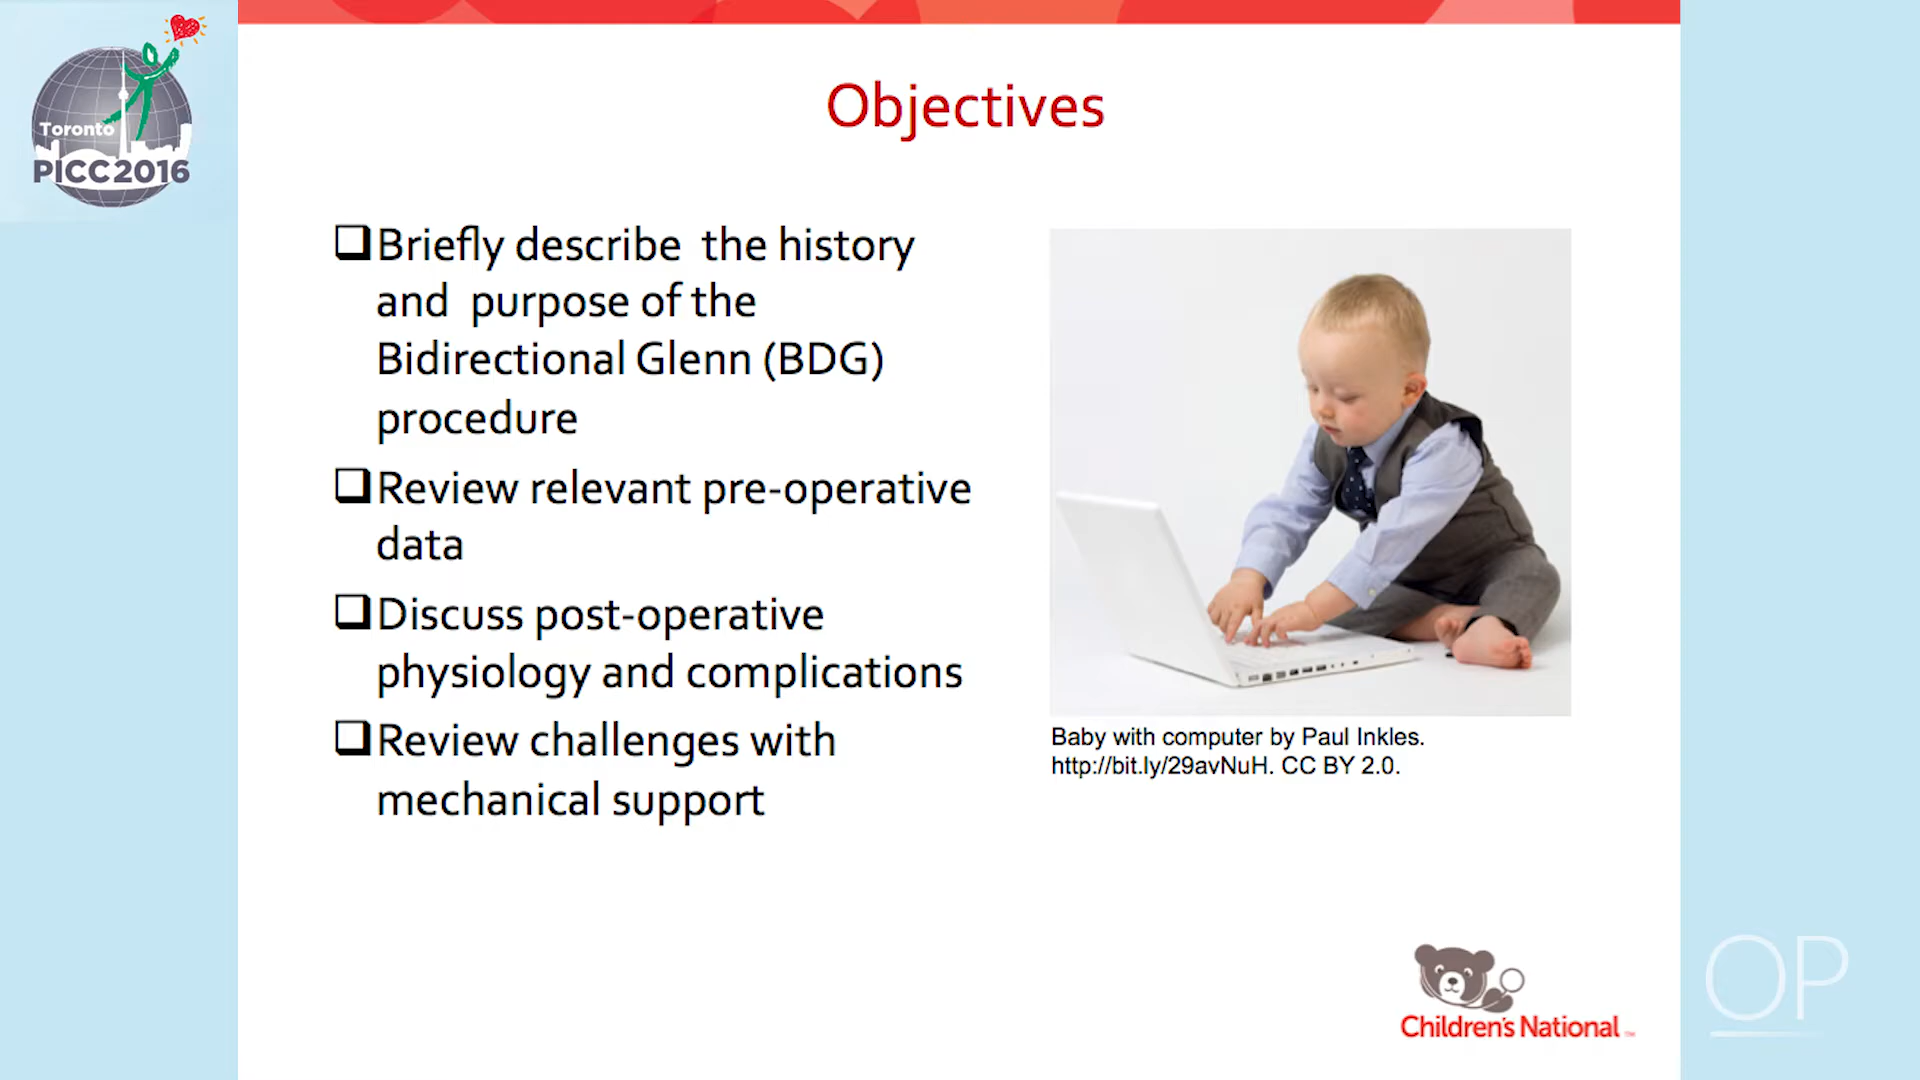 Toronto
PICC2016
Objectives
Briefly describe the history
and purpose of the
Bidirectional Glenn (BDG)
procedure
Review relevant pre-operative
data
Discuss post-operative
physiology and complications
Review challenges with
mechanical support
Baby with computer by Paul Inkles.
http://bit.ly/29avNuH. CC BY 2.0.
Children's National ™
OP